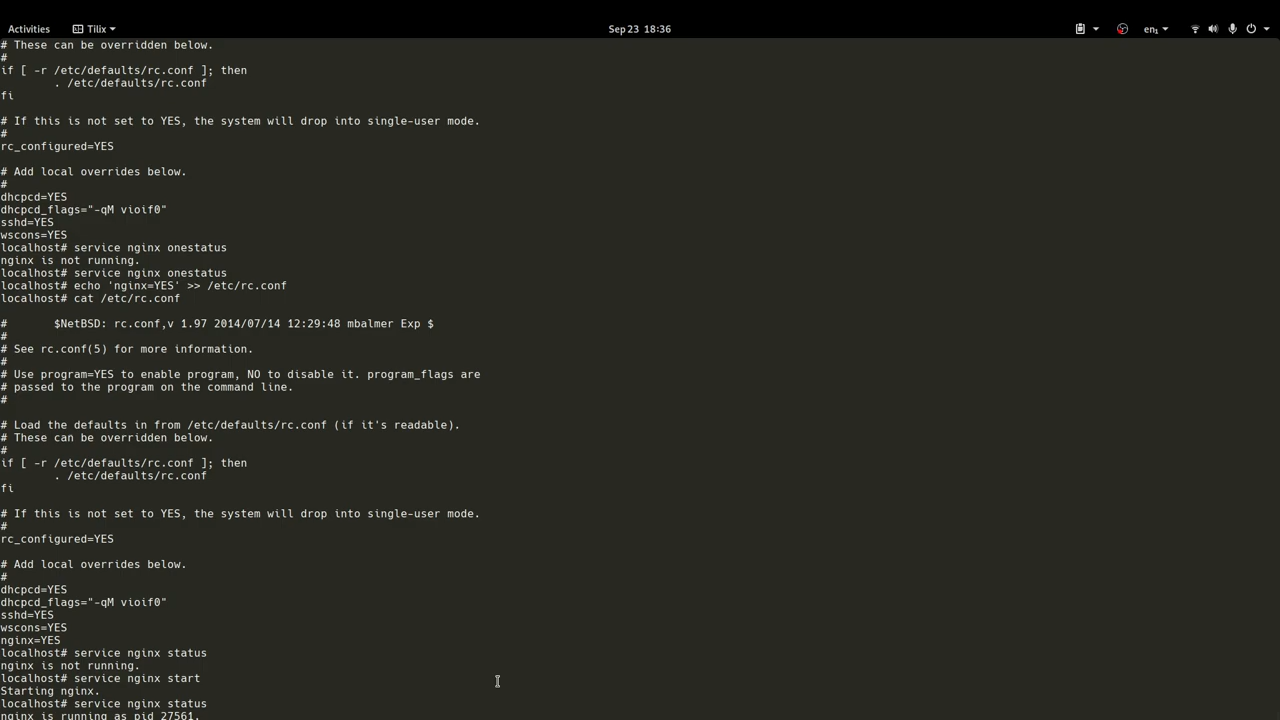 Activities
Tilix
Sep 23 18:36
en₁
# These can be overridden below.
#
if [ -r /etc/defaults/rc.conf ]; then
        . /etc/defaults/rc.conf
fi

# If this is not set to YES, the system will drop into single-user mode.
#
rc_configured=YES

# Add local overrides below.
#
dhcpcd=YES
dhcpcd_flags="-qM vioif0"
sshd=YES
wscons=YES
localhost# service nginx onestatus
nginx is not running.
localhost# service nginx onestatus
localhost# echo 'nginx=YES' >> /etc/rc.conf
localhost# cat /etc/rc.conf

#       $NetBSD: rc.conf,v 1.97 2014/07/14 12:29:48 mbalmer Exp $
#
# See rc.conf(5) for more information.
#
# Use program=YES to enable program, NO to disable it. program_flags are
# passed to the program on the command line.
#

# Load the defaults in from /etc/defaults/rc.conf (if it's readable).
# These can be overridden below.
#
if [ -r /etc/defaults/rc.conf ]; then
        . /etc/defaults/rc.conf
fi

# If this is not set to YES, the system will drop into single-user mode.
#
rc_configured=YES

# Add local overrides below.
#
dhcpcd=YES
dhcpcd_flags="-qM vioif0"
sshd=YES
wscons=YES
nginx=YES
localhost# service nginx status
nginx is not running.
localhost# service nginx start
Starting nginx.
localhost# service nginx status
nginx is running as pid 27561.